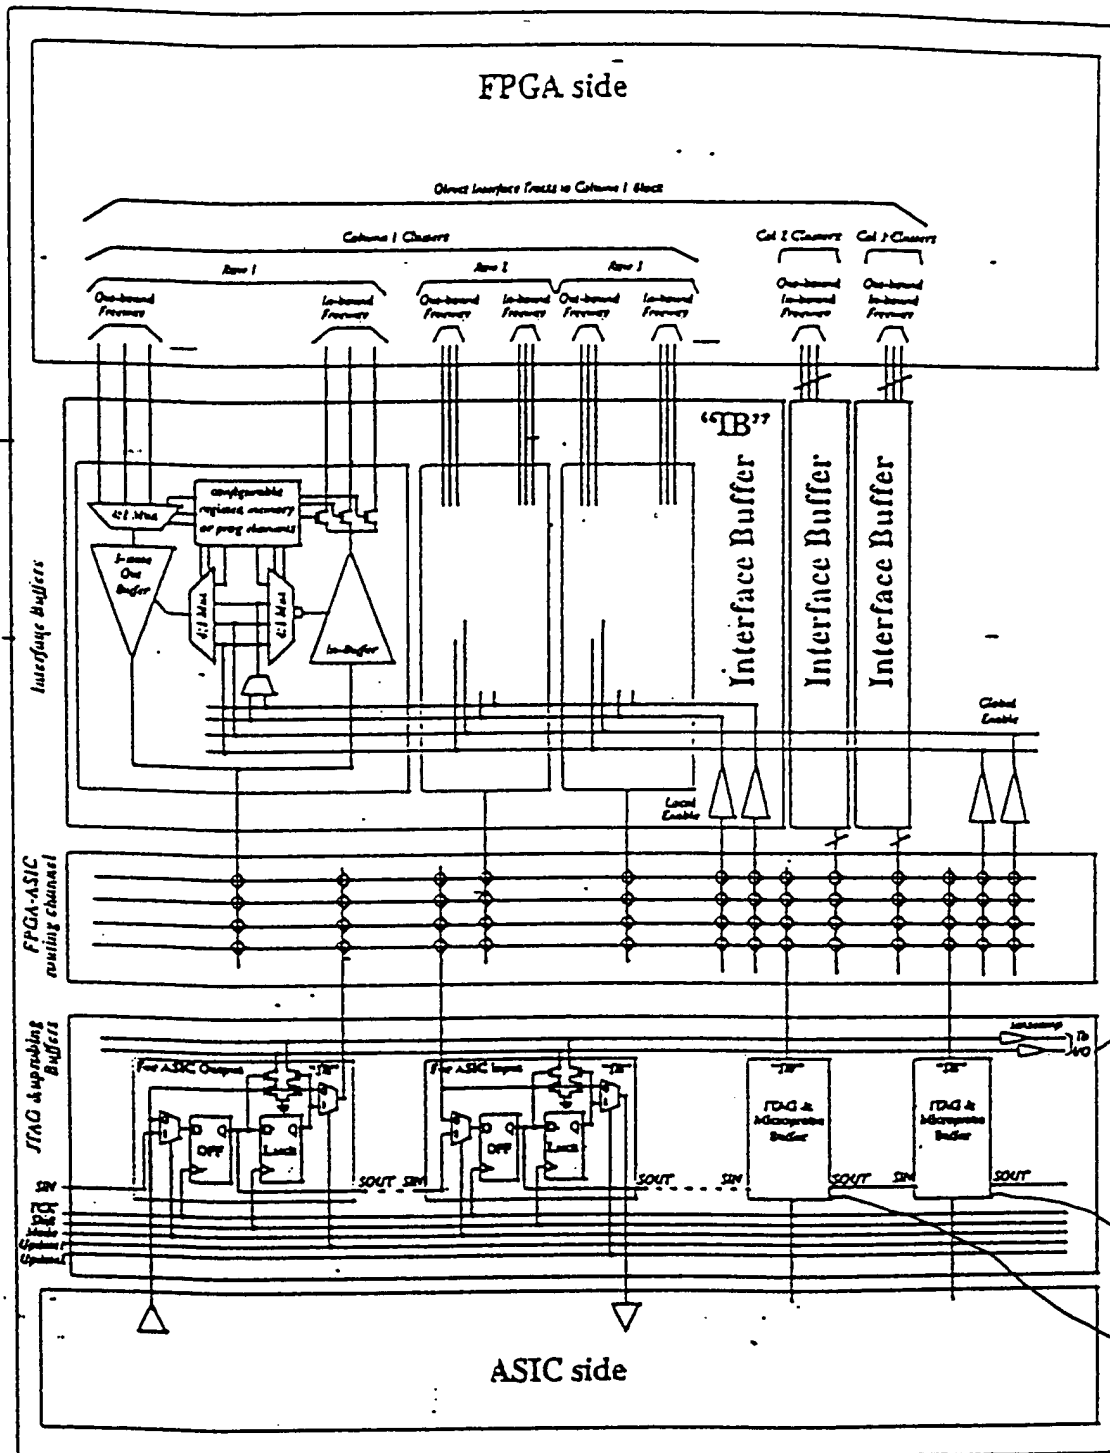 FPGA side
Direct Interface Tracks to Column 1 Block
Column 1 Clusters
Col 2 Clusters
Col 3 Clusters
Row 1
Row 2
Row 3
Out-bound
Freeway
In-bound
Freeway
Out-bound
Freeway
In-bound
Freeway
Out-bound
Freeway
In-bound
Freeway
Out-bound
In-bound
Freeway
Out-bound
In-bound
Freeway
"IB"
Interface Buffer
Interface Buffer
Interface Buffer
Interface Buffers
4:1 Mux
configurable
register, memory
or prog elements
Out
Buffer
4:1 Mux
4:1 Mux
In-Buffer
Global
Enable
Local
Enable
FPGA-ASIC
routing channel
JTAG & uprobing
Buffers
For ASIC Output
DFF
Latch
For ASIC Input
DFF
Latch
JTAG &
Microprobe
Buffer
JTAG &
Microprobe
Buffer
To
I/O
SIN
SOUT
SIN
SOUT
SIN
SOUT
SIN
SOUT
ASIC side